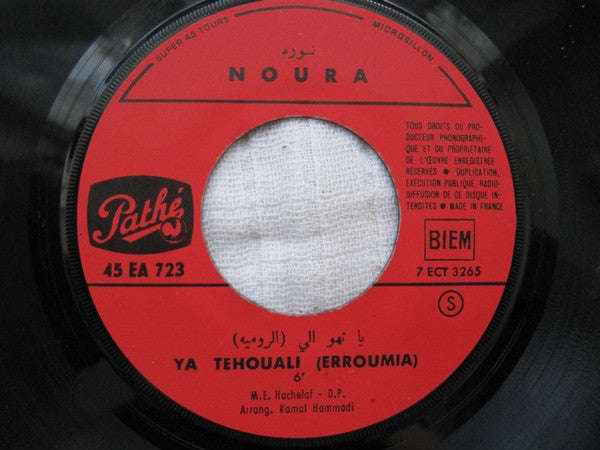 SUPER 45 TOURS
MICROSILLON
نوره
NOURA
TOUS DROITS DU PRO-
DUCTEUR PHONOGRAPHI-
QUE ET DU PROPRIETAIRE
DE L'ŒUVRE ENREGISTRÉE
RÉSERVÉS ● DUPLICATION,
EXÉCUTION PUBLIQUE, RADIO-
DIFFUSION DE CE DISQUE IN-
TERDITES ● MADE IN FRANCE
Pathé
45 EA 723
BIEM
7 ECT 3265
S
يا تهو الي (الروميه)
YA TEHOUALI (ERROUMIA)
6'
M.E. Hachelaf - D.P.
Arrang. Kamal Hammadi